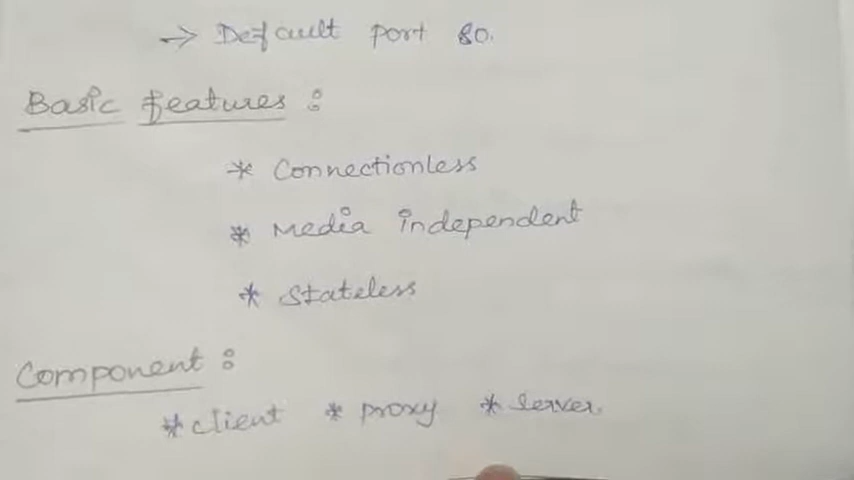 → Default port 80.
Basic features :
* Connectionless
* Media independent
* Stateless
Component :
* client * proxy * server.